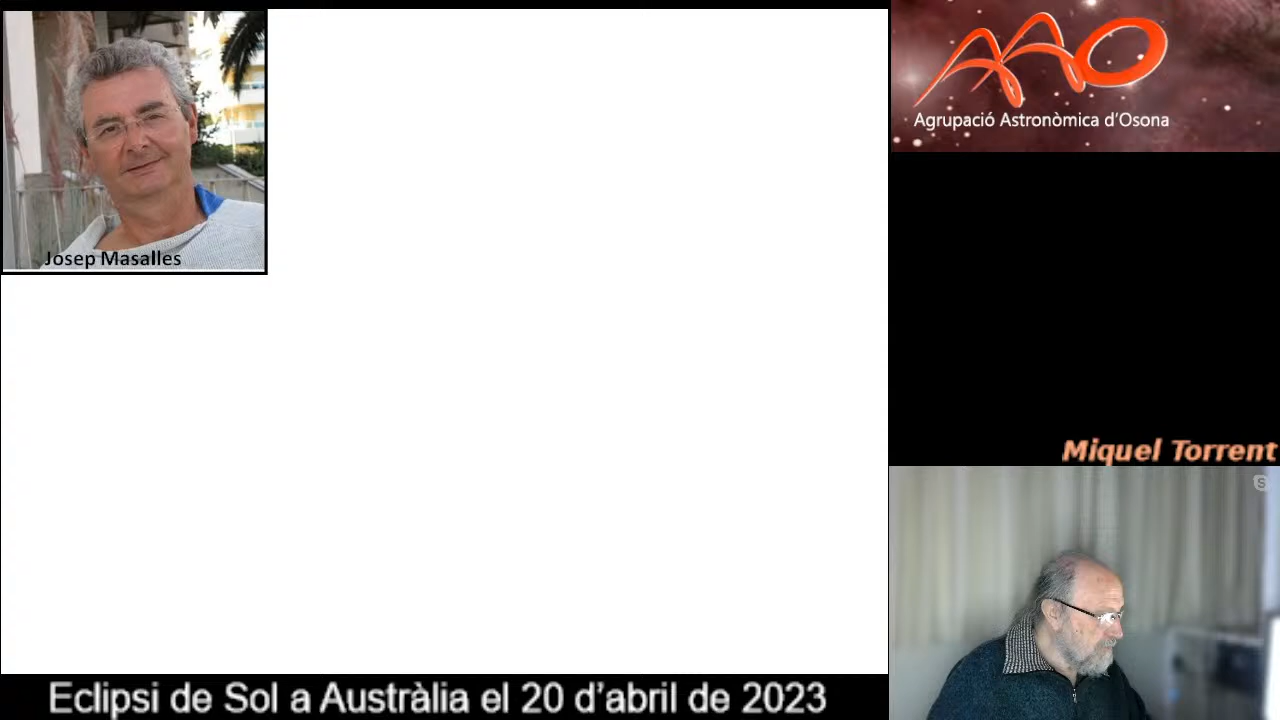 Josep Masalles
AAO
Agrupació Astronòmica d'Osona
Miquel Torrent
S
Eclipsi de Sol a Austràlia el 20 d'abril de 2023